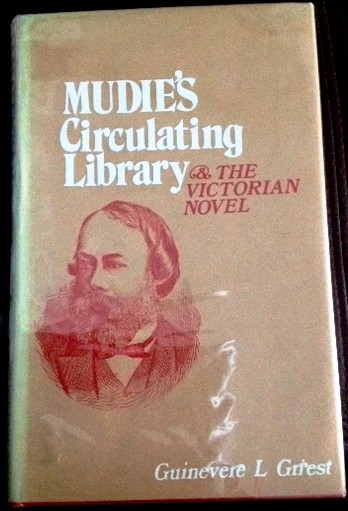 MUDIE'S
Circulating
Library
& THE
VICTORIAN
NOVEL
Guinevere L Griest